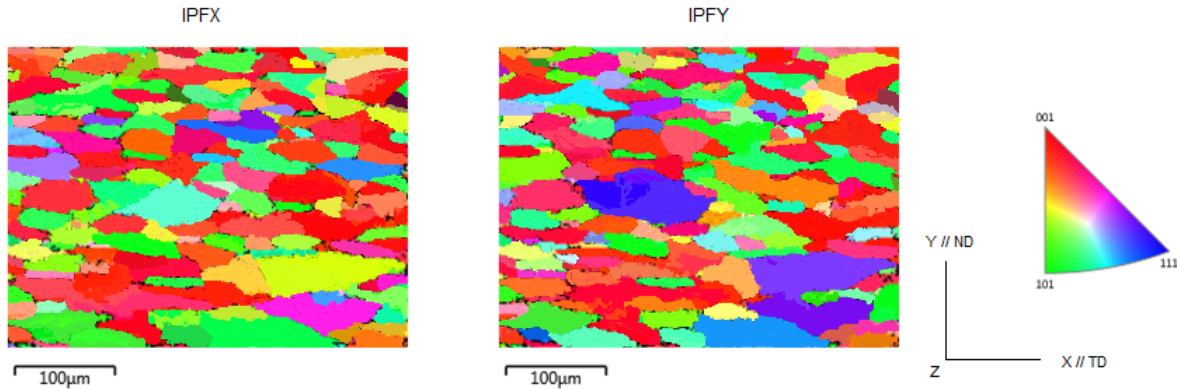 IPFX
IPFY
100μm
100μm
Y // ND
Z
X // TD
001
101
111